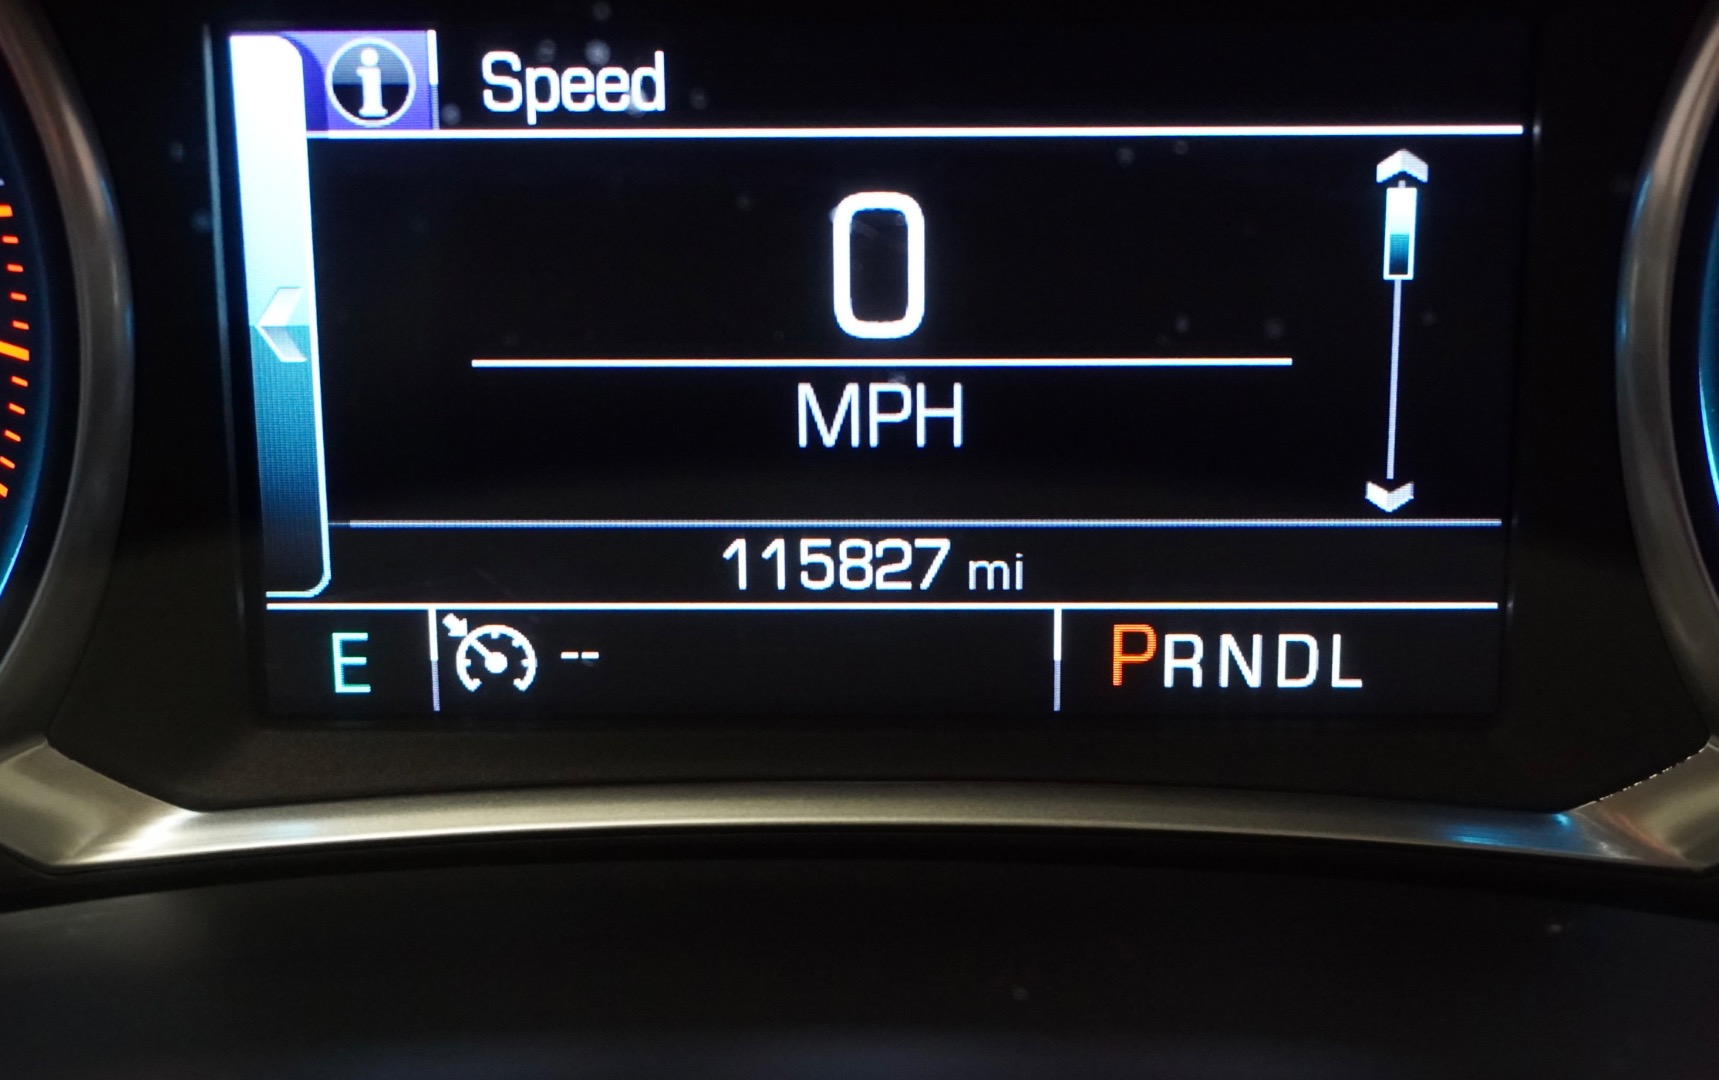 i Speed
0
MPH
115827 mi
E -- PRNDL